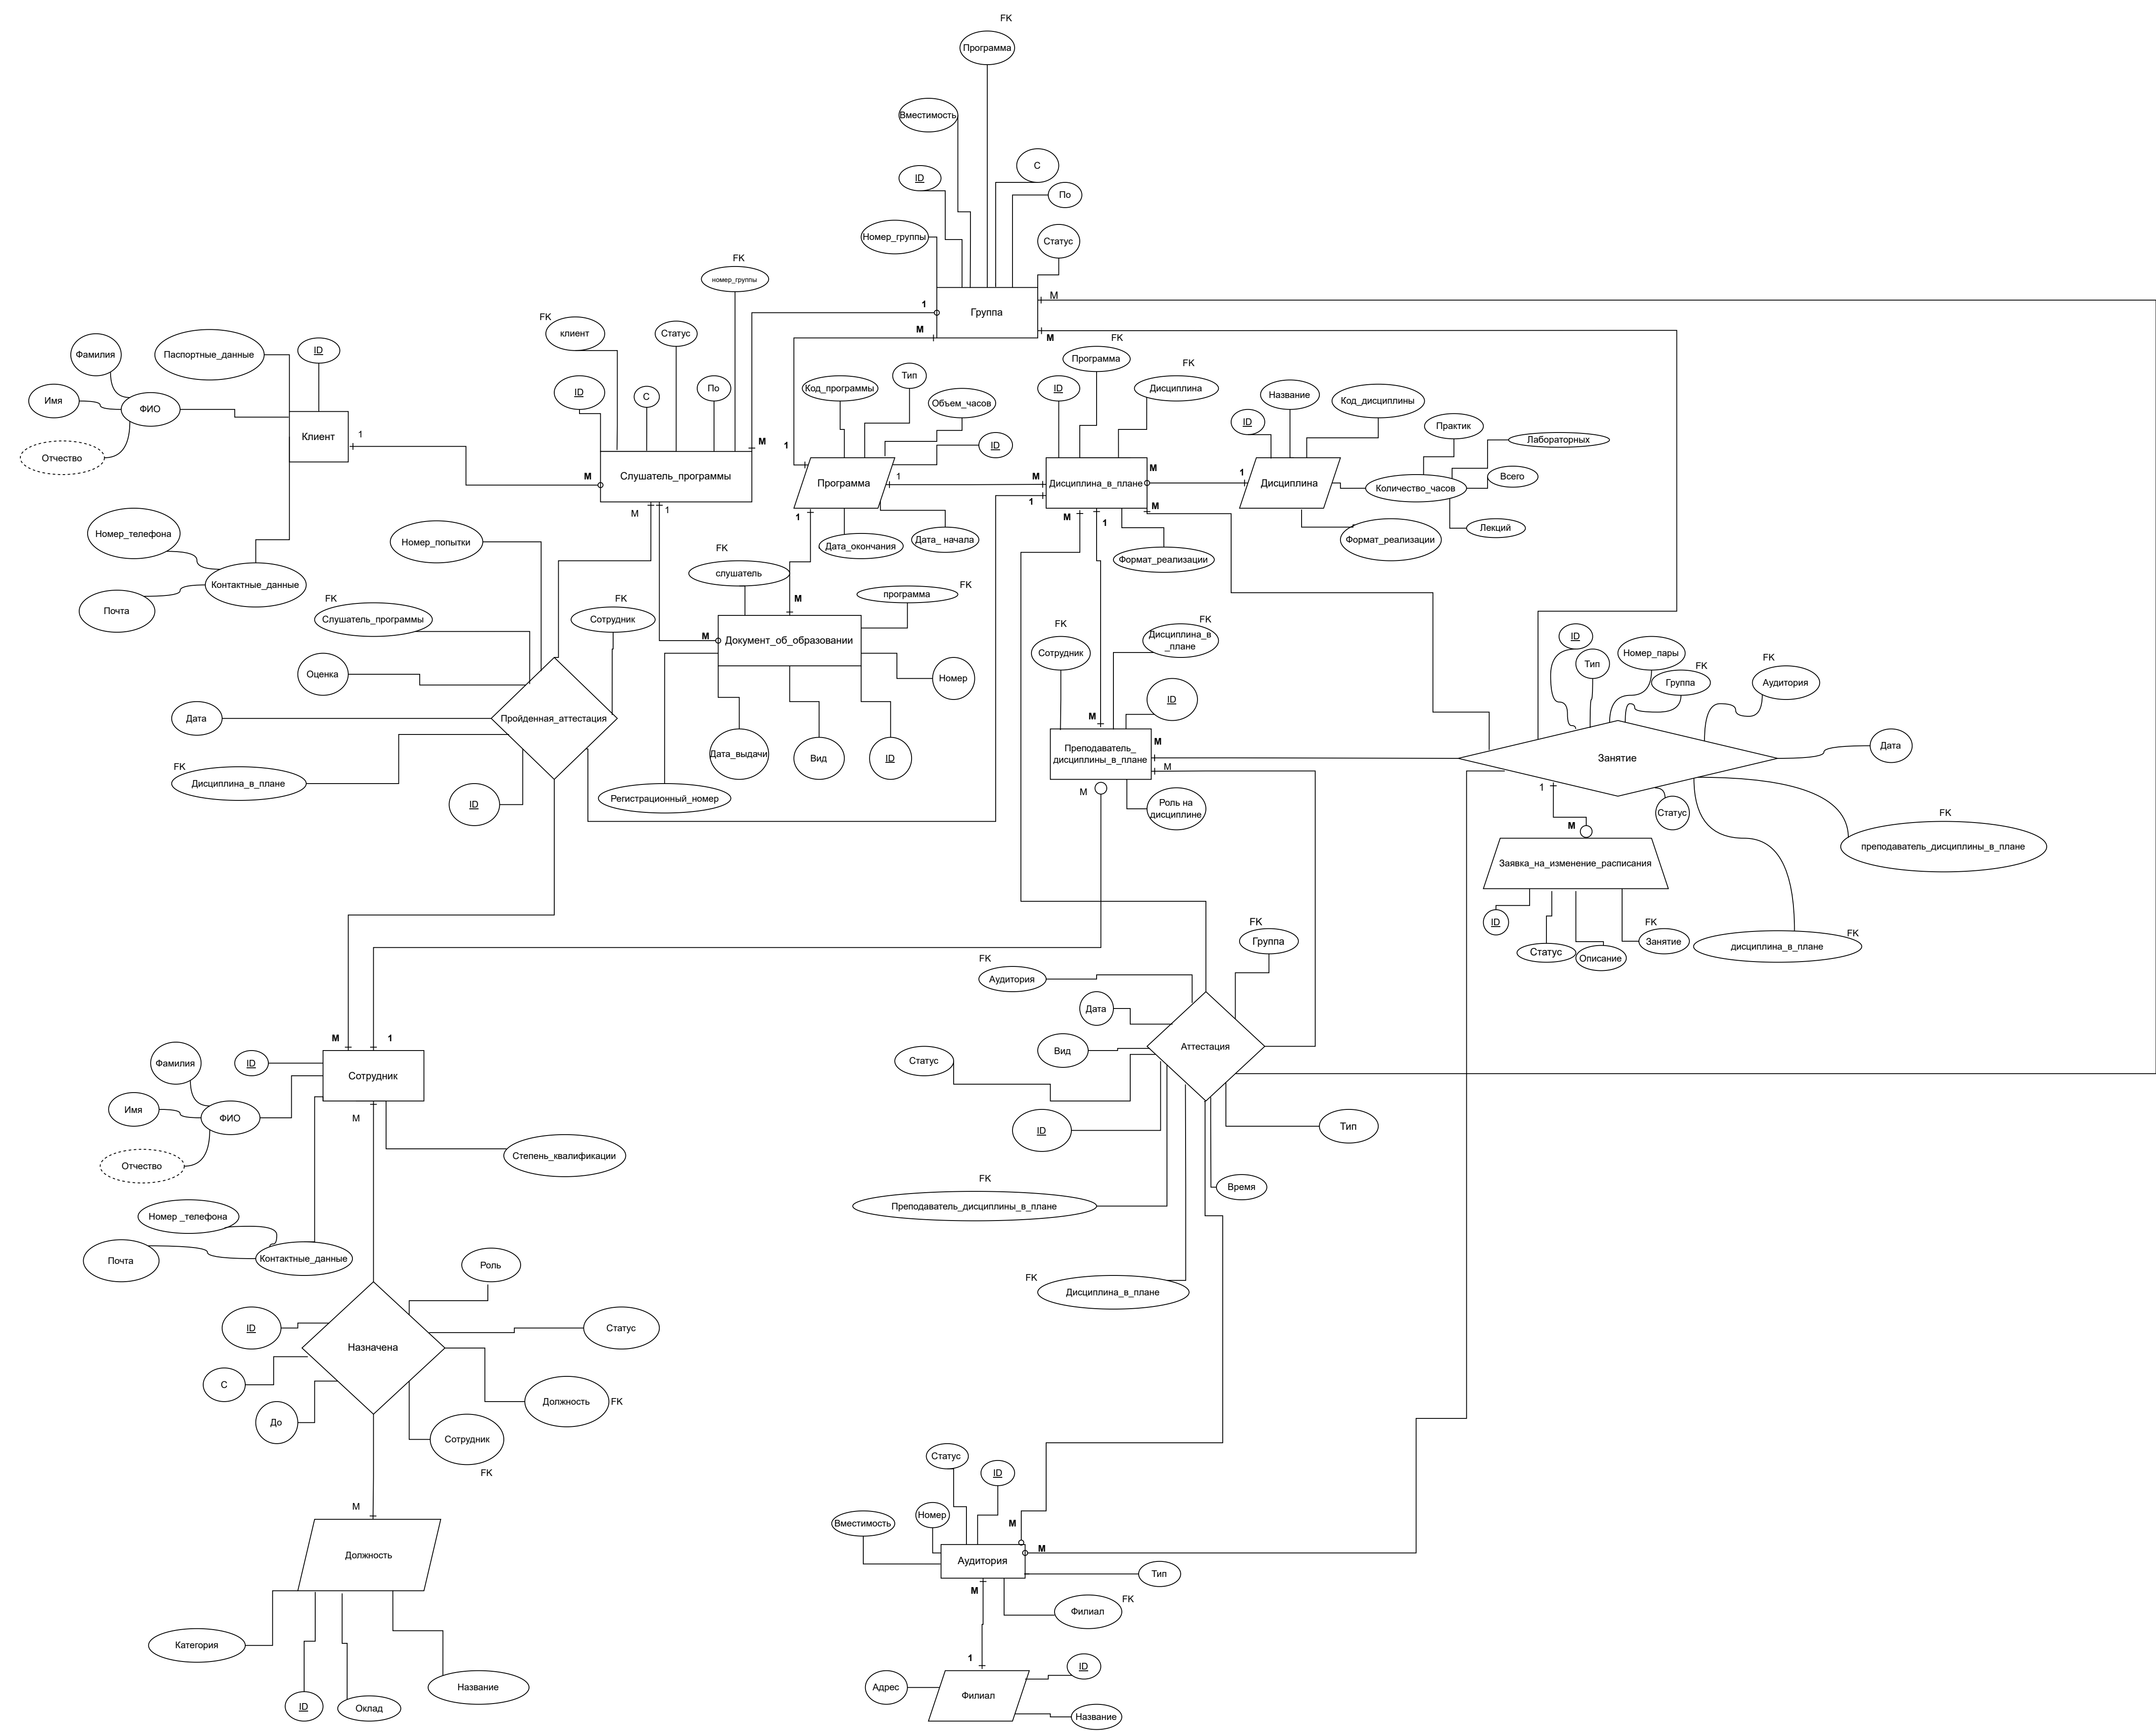 FK
Программа
Вместимость
С
ID
По
Номер_группы
Статус
FK
номер_группы
М
1
Группа
М
М
FK
клиент
Статус
Фамилия
Паспортные_данные
ID
FK
Программа
FK
Имя
ФИО
ID
С
По
Код_программы
Тип
Объем_часов
ID
Дисциплина
ID
Название
Код_дисциплины
Отчество
Клиент
1
М
1
ID
Практик
Лабораторных
М
Слушатель_программы
Программа
1
М
Дисциплина_в_плане
М
1
Дисциплина
Количество_часов
Всего
М
1
1
1
М
М
1
Лекций
Номер_телефона
Номер_попытки
Дата_окончания
Дата_ начала
Формат_реализации
Формат_реализации
FK
слушатель
Контактные_данные
Почта
FK
Слушатель_программы
FK
Сотрудник
М
программа
FK
М
Документ_об_образовании
FK
Сотрудник
FK
Дисциплина_в
_плане
ID
Номер_пары
Тип
FK
Группа
FK
Аудитория
Оценка
Номер
ID
Дата
Пройденная_аттестация
М
Преподаватель_
дисциплины_в_плане
М
М
Занятие
Дата
Дата_выдачи
Вид
ID
FK
Дисциплина_в_плане
ID
Регистрационный_номер
М
Роль на
дисциплине
1
М
Статус
FK
преподаватель_дисциплины_в_плане
Заявка_на_изменение_расписания
ID
Статус
Описание
FK
Занятие
FK
дисциплина_в_плане
FK
Группа
FK
Аудитория
Дата
М
1
Аттестация
Вид
Статус
Фамилия
ID
Сотрудник
Имя
ФИО
М
ID
Тип
Отчество
Степень_квалификации
FK
Преподаватель_дисциплины_в_плане
Время
Номер _телефона
Почта
Контактные_данные
Роль
FK
Дисциплина_в_плане
ID
Статус
Назначена
С
Должность
FK
До
Сотрудник
FK
Статус
ID
М
Вместимость
Номер
М
М
Должность
Аудитория
Тип
М
Филиал
FK
Категория
1
ID
Адрес
Филиал
Название
Название
ID
Оклад